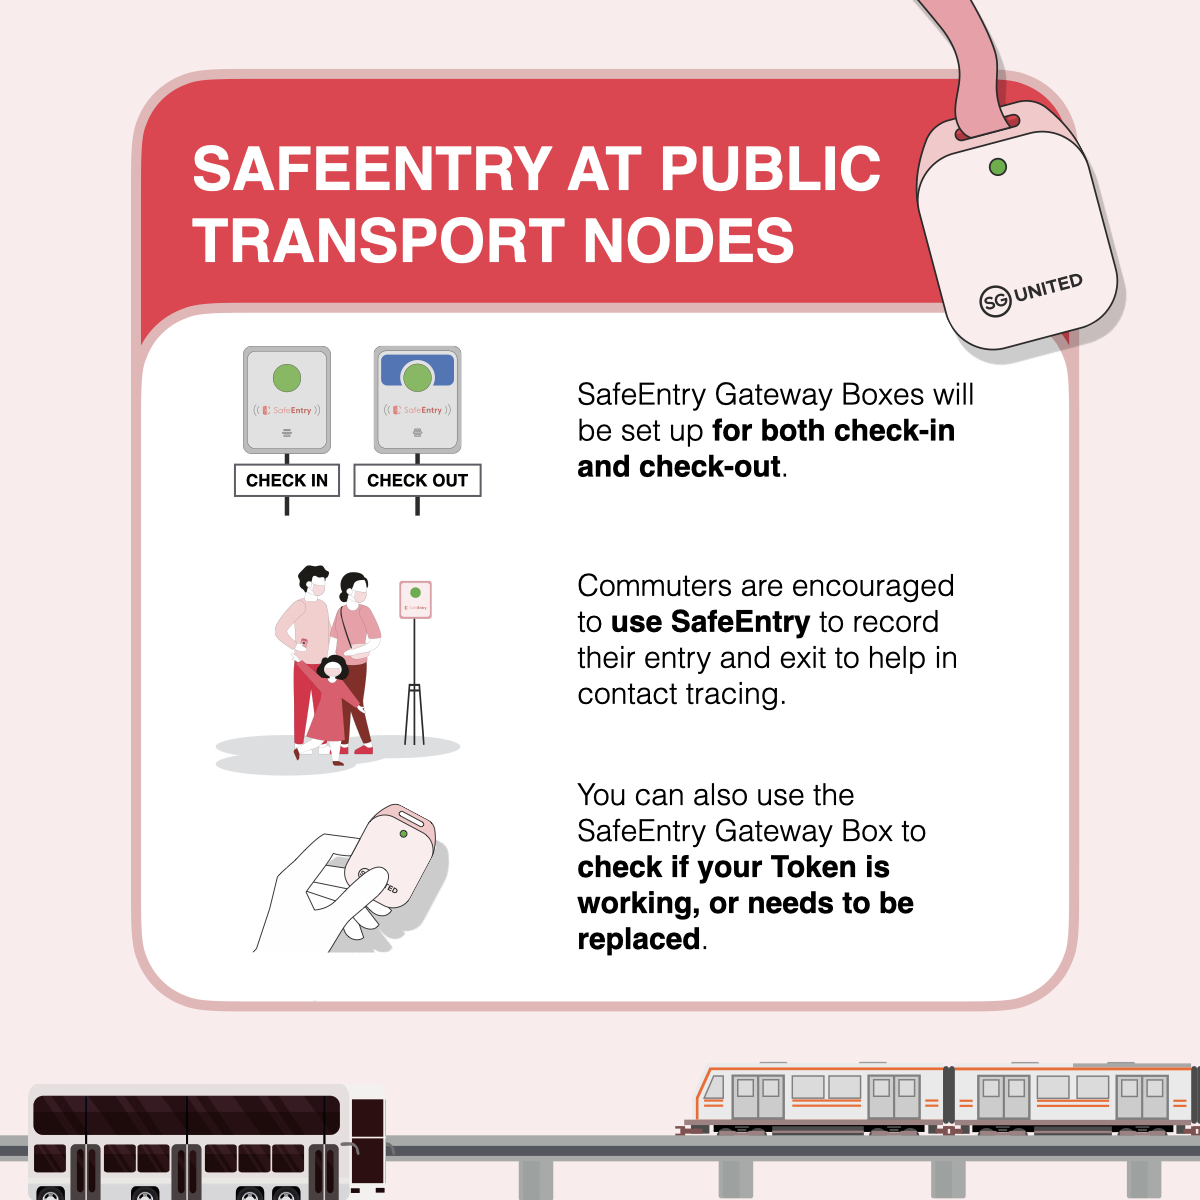 SAFEENTRY AT PUBLIC
TRANSPORT NODES
SG UNITED
SafeEntry
SafeEntry
CHECK IN
CHECK OUT
SafeEntry Gateway Boxes will
be set up for both check-in
and check-out.
SafeEntry
Commuters are encouraged
to use SafeEntry to record
their entry and exit to help in
contact tracing.
You can also use the
SafeEntry Gateway Box to
check if your Token is
working, or needs to be
replaced.